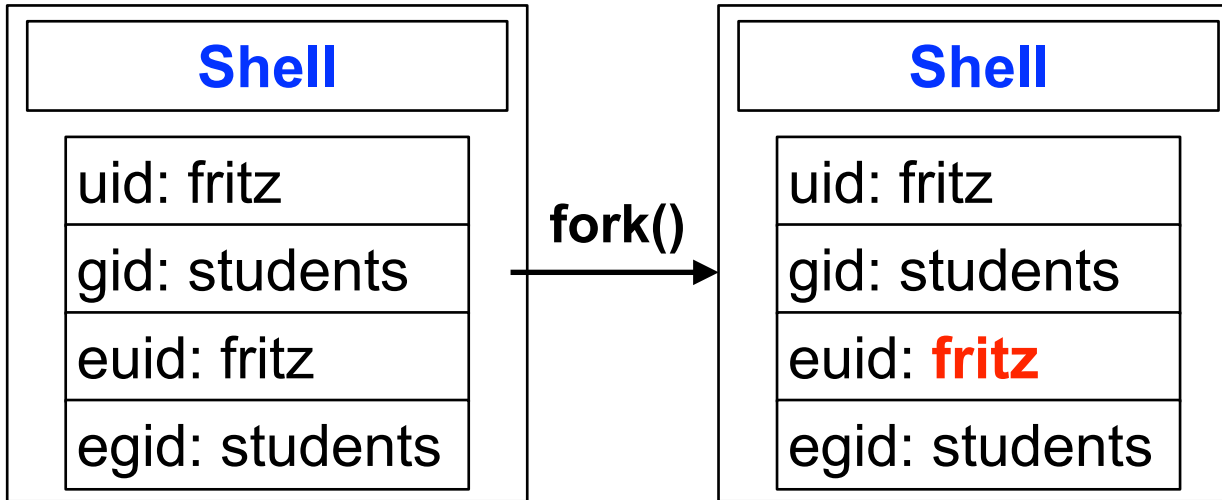 Shell
uid: fritz
gid: students
euid: fritz
egid: students
fork()
Shell
uid: fritz
gid: students
euid: fritz
egid: students